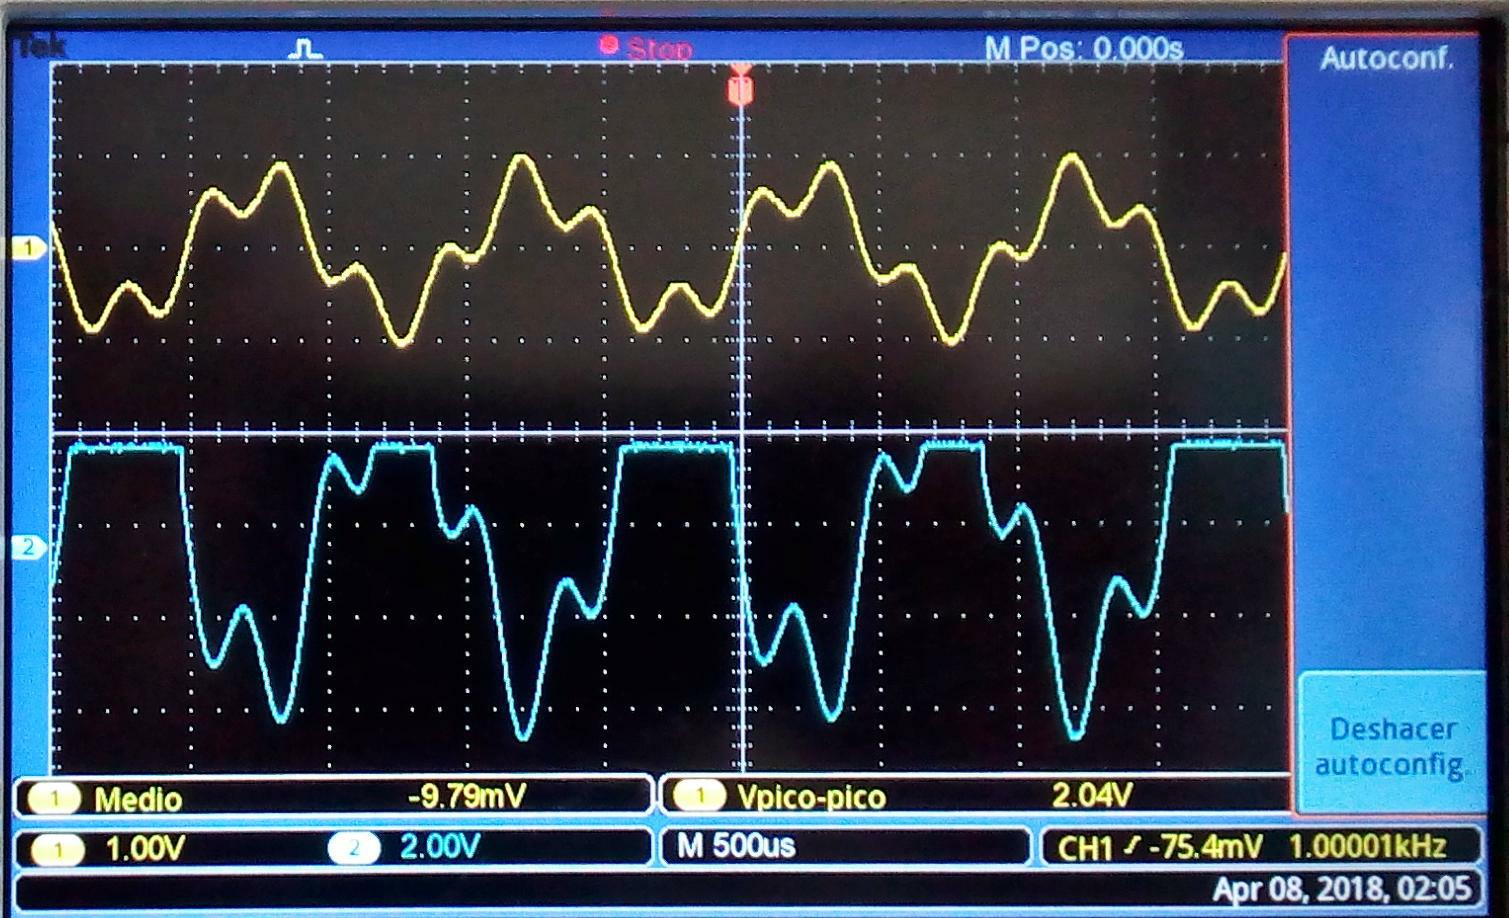 Tek Stop M Pos: 0.000s
Autoconf.
1
2
Deshacer
autoconfig.
1 Medio -9.79mV 1 Vpico-pico 2.04V
1 1.00V 2 2.00V M 500us CH1 -75.4mV 1.00001kHz
Apr 08, 2018, 02:05